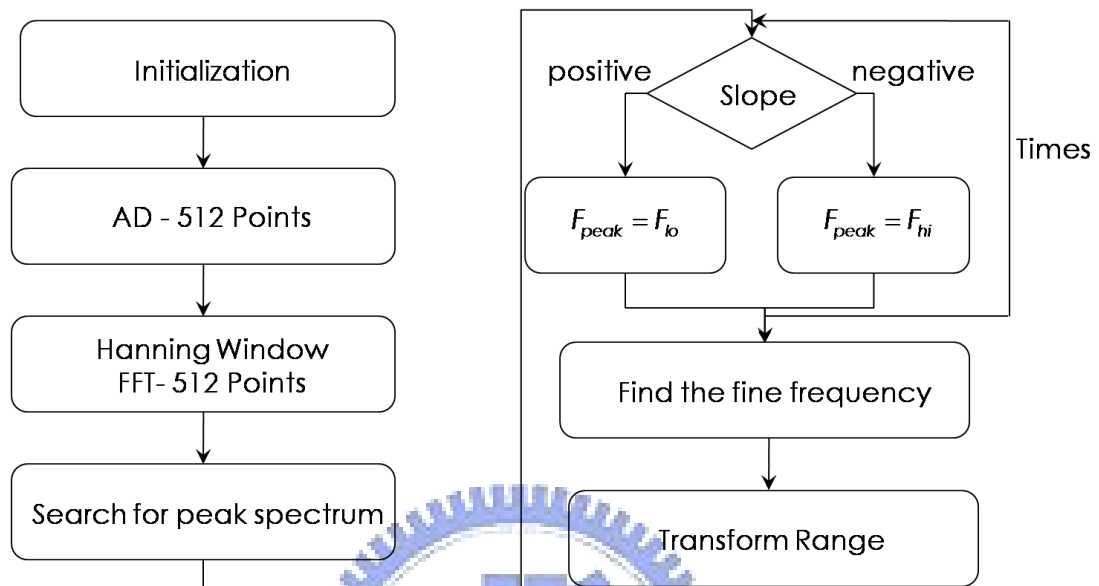 Initialization
AD - 512 Points
Hanning Window
FFT- 512 Points
Search for peak spectrum
Slope
positive
negative
Times
F_peak = F_lo
F_peak = F_hi
Find the fine frequency
Transform Range